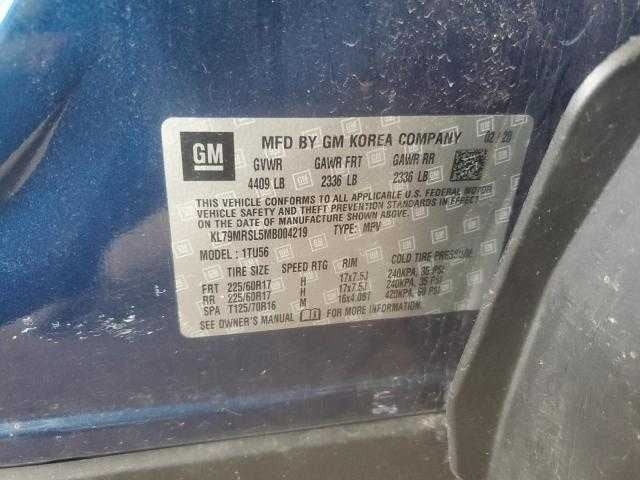 GM MFD BY GM KOREA COMPANY 02/20
GVWR GAWR FRT GAWR RR
4409 LB 2336 LB 2336 LB
THIS VEHICLE CONFORMS TO ALL APPLICABLE U.S. FEDERAL MOTOR
VEHICLE SAFETY, BUMPER, AND THEFT PREVENTION STANDARDS IN EFFECT
ON THE DATE OF MANUFACTURE SHOWN ABOVE.
KL79MRSL5MB004219 TYPE: MPV
MODEL : 1TU56
TIRE SIZE SPEED RTG RIM COLD TIRE PRESSURE
FRT 225/60R17 H 17x7.5J 240KPA, 35 PSI
RR 225/60R17 H 17x7.5J 240KPA, 35 PSI
SPA T125/70R16 M 16x4.0BT 420KPA, 60 PSI
SEE OWNER'S MANUAL FOR MORE INFORMATION.